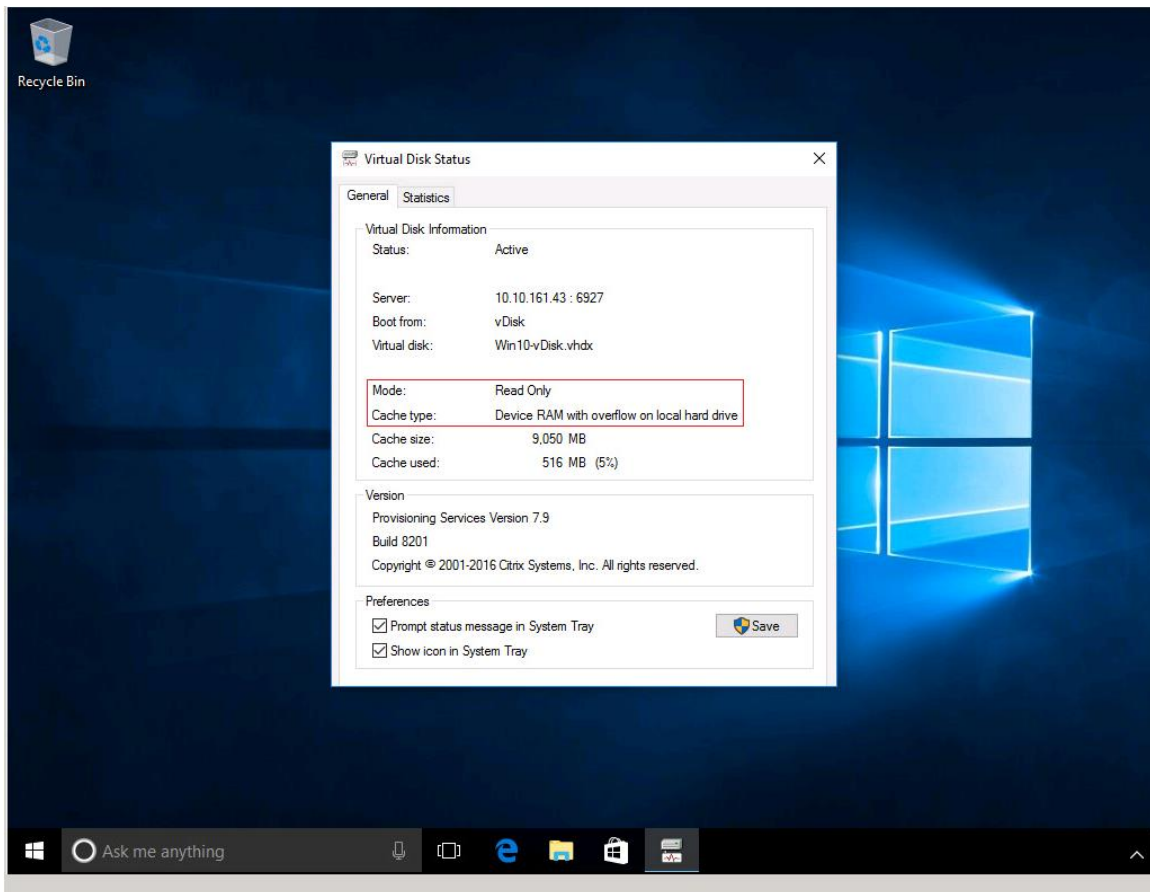 Recycle Bin
Virtual Disk Status
General Statistics
Virtual Disk Information
Status: Active
Server: 10.10.161.43 : 6927
Boot from: vDisk
Virtual disk: Win10-vDisk.vhdx
Mode: Read Only
Cache type: Device RAM with overflow on local hard drive
Cache size: 9,050 MB
Cache used: 516 MB (5%)
Version
Provisioning Services Version 7.9
Build 8201
Copyright © 2001-2016 Citrix Systems, Inc. All rights reserved.
Preferences
Prompt status message in System Tray
Save
Show icon in System Tray
Ask me anything